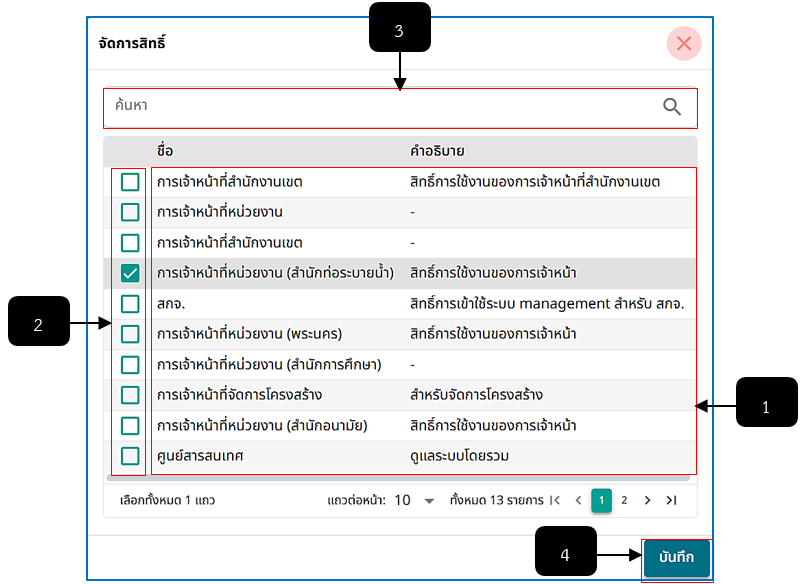 3
จัดการสิทธิ์
ค้นหา
ชื่อ คำอธิบาย
การเจ้าหน้าที่สำนักงานเขต สิทธิ์การใช้งานของการเจ้าหน้าที่สำนักงานเขต
การเจ้าหน้าที่หน่วยงาน -
การเจ้าหน้าที่สำนักงานเขต -
การเจ้าหน้าที่หน่วยงาน (สำนักท่อระบายน้ำ) สิทธิ์การใช้งานของการเจ้าหน้า
สกจ. สิทธิ์การเข้าใช้ระบบ management สำหรับ สกจ.
2
การเจ้าหน้าที่หน่วยงาน (พระนคร) สิทธิ์การใช้งานของการเจ้าหน้า
การเจ้าหน้าที่หน่วยงาน (สำนักการศึกษา) -
การเจ้าหน้าที่จัดการโครงสร้าง สำหรับจัดการโครงสร้าง
1
การเจ้าหน้าที่หน่วยงาน (สำนักอนามัย) สิทธิ์การใช้งานของการเจ้าหน้า
ศูนย์สารสนเทศ ดูแลระบบโดยรวม
เลือกทั้งหมด 1 แถว แถวต่อหน้า: 10 ทั้งหมด 13 รายการ 1 2
4
บันทึก